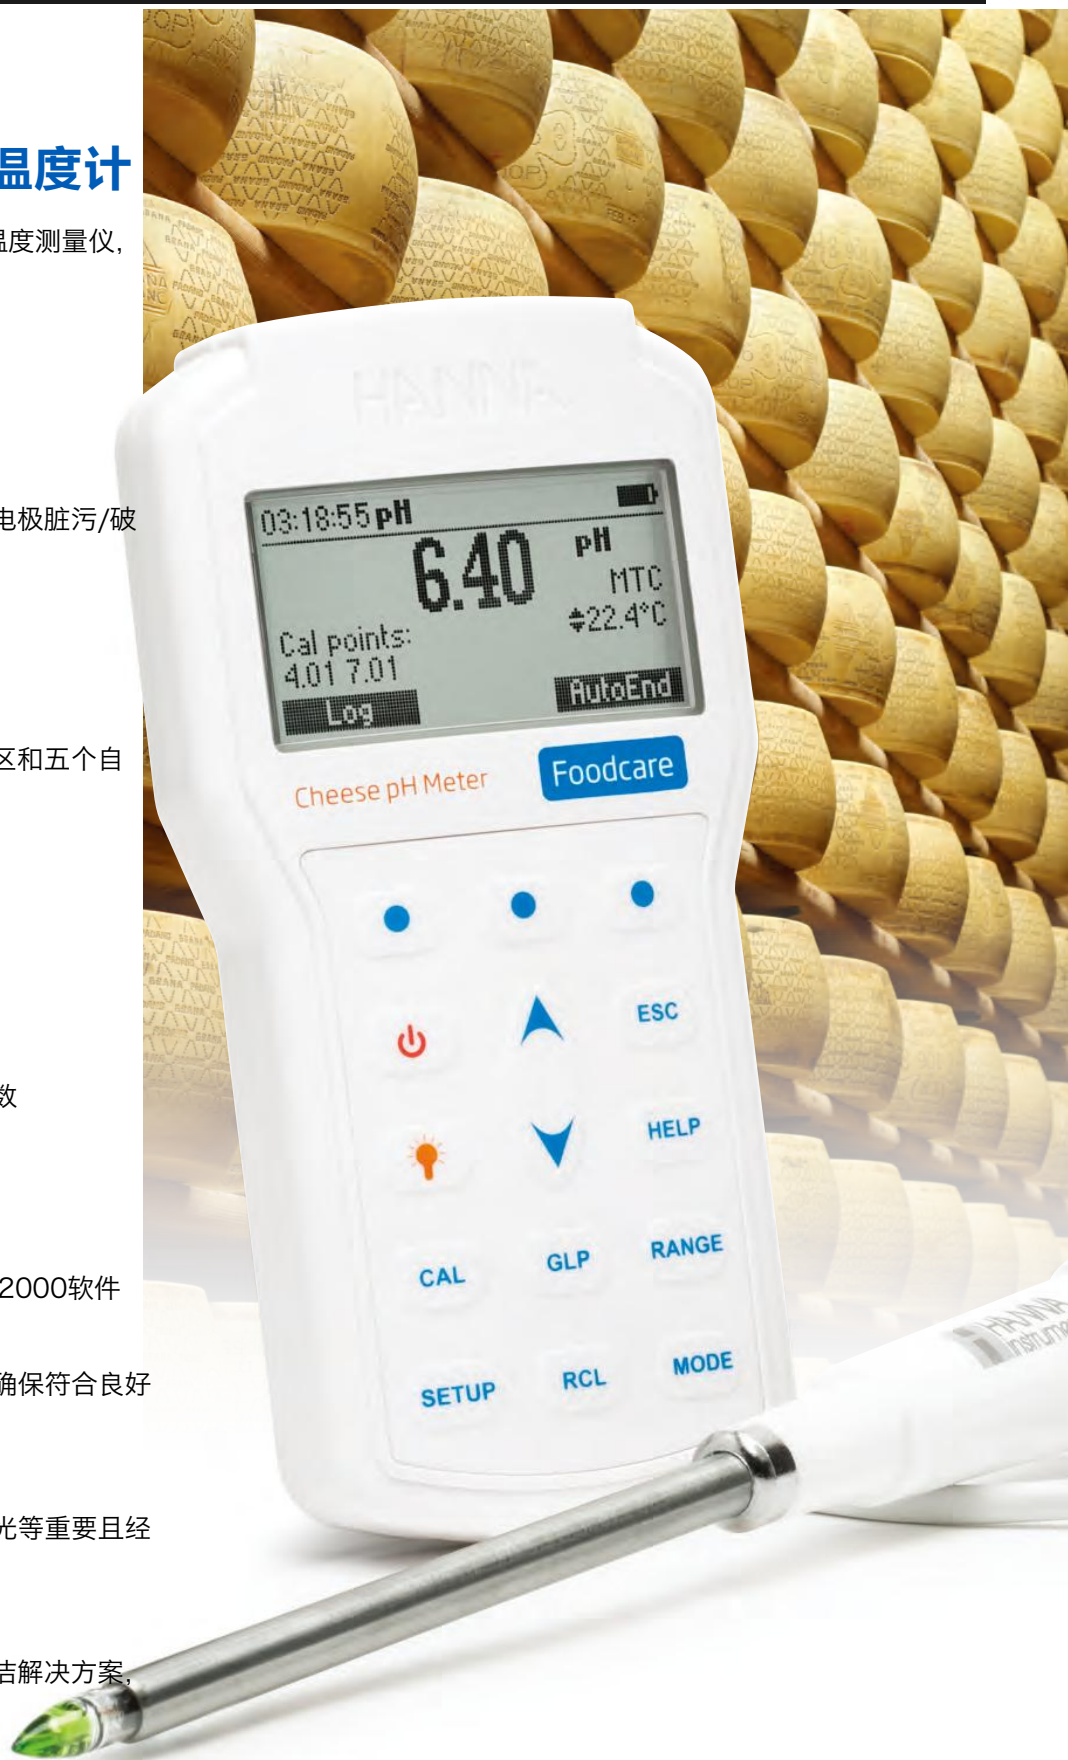 温度计
温度测量仪,
电极脏污/破
区和五个自
数
2000软件
确保符合良好
光等重要且经
洁解决方案,
HANNA
03:18:55 pH
6.40 pH
MTC
22.4°C
Cal points:
4.01 7.01
Log AutoEnd
Cheese pH Meter Foodcare
ESC
HELP
CAL GLP RANGE
SETUP RCL MODE
HANNA